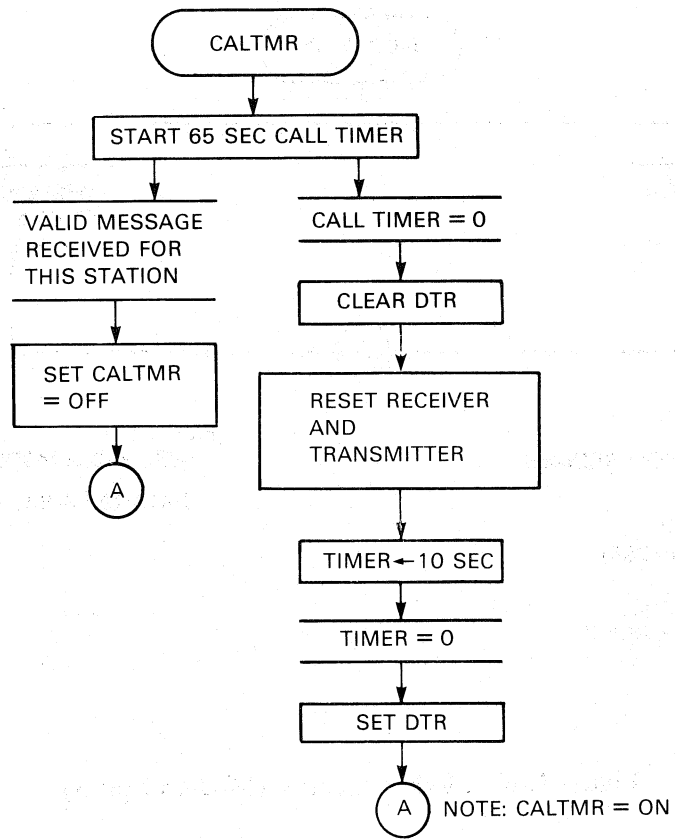 CALTMR
START 65 SEC CALL TIMER
VALID MESSAGE
RECEIVED FOR
THIS STATION
SET CALTMR
= OFF
A
CALL TIMER = 0
CLEAR DTR
RESET RECEIVER
AND
TRANSMITTER
TIMER←10 SEC
TIMER = 0
SET DTR
A
NOTE: CALTMR = ON